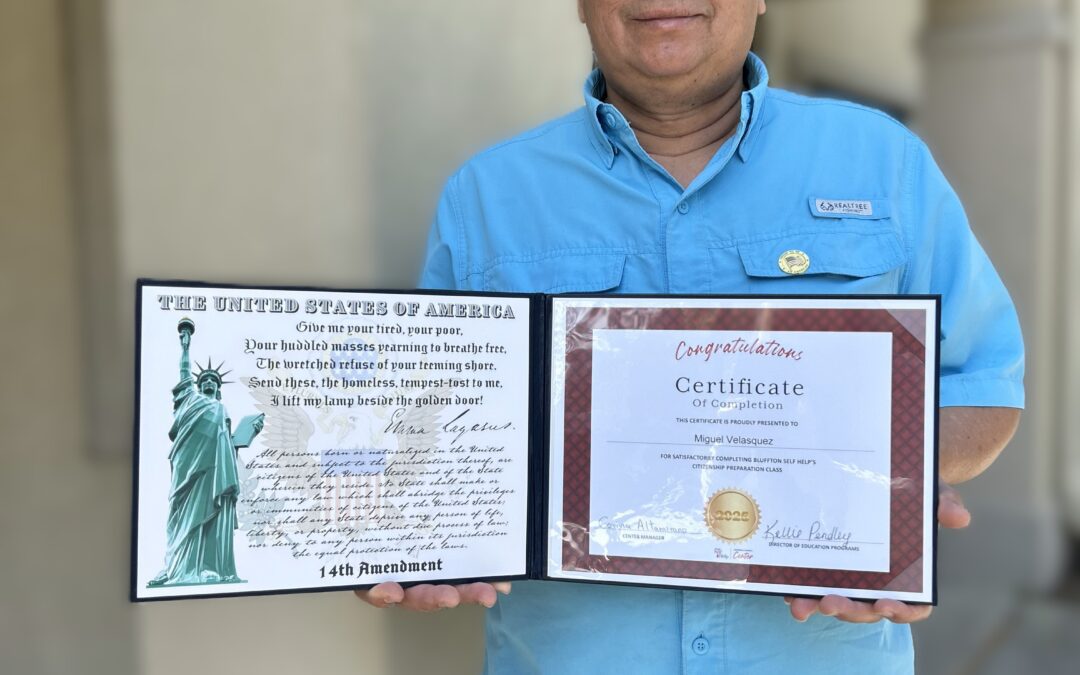 REALTREE
THE UNITED STATES OF AMERICA
Give me your tired, your poor,
Your huddled masses yearning to breathe free,
The wretched refuse of your teeming shore.
Send these, the homeless, tempest-tost to me,
I lift my lamp beside the golden door!
Emma Lazarus.
All persons born or naturalized in the United
States and subject to the jurisdiction thereof, are
citizens of the United States and of the State
wherein they reside. No State shall make or
enforce any law which shall abridge the privileges
or immunities of citizens of the United States;
nor shall any State deprive any person of life,
liberty, or property, without due process of law;
nor deny to any person within its jurisdiction
the equal protection of the laws.
14th Amendment
Congratulations
Certificate
Of Completion
THIS CERTIFICATE IS PROUDLY PRESENTED TO
Miguel Velasquez
FOR SATISFACTORILY COMPLETING BLUFFTON SELF HELP'S
CITIZENSHIP PREPARATION CLASS
2025
Altamirano
CENTER MANAGER
Kellie Pendley
DIRECTOR OF EDUCATION PROGRAMS
Center